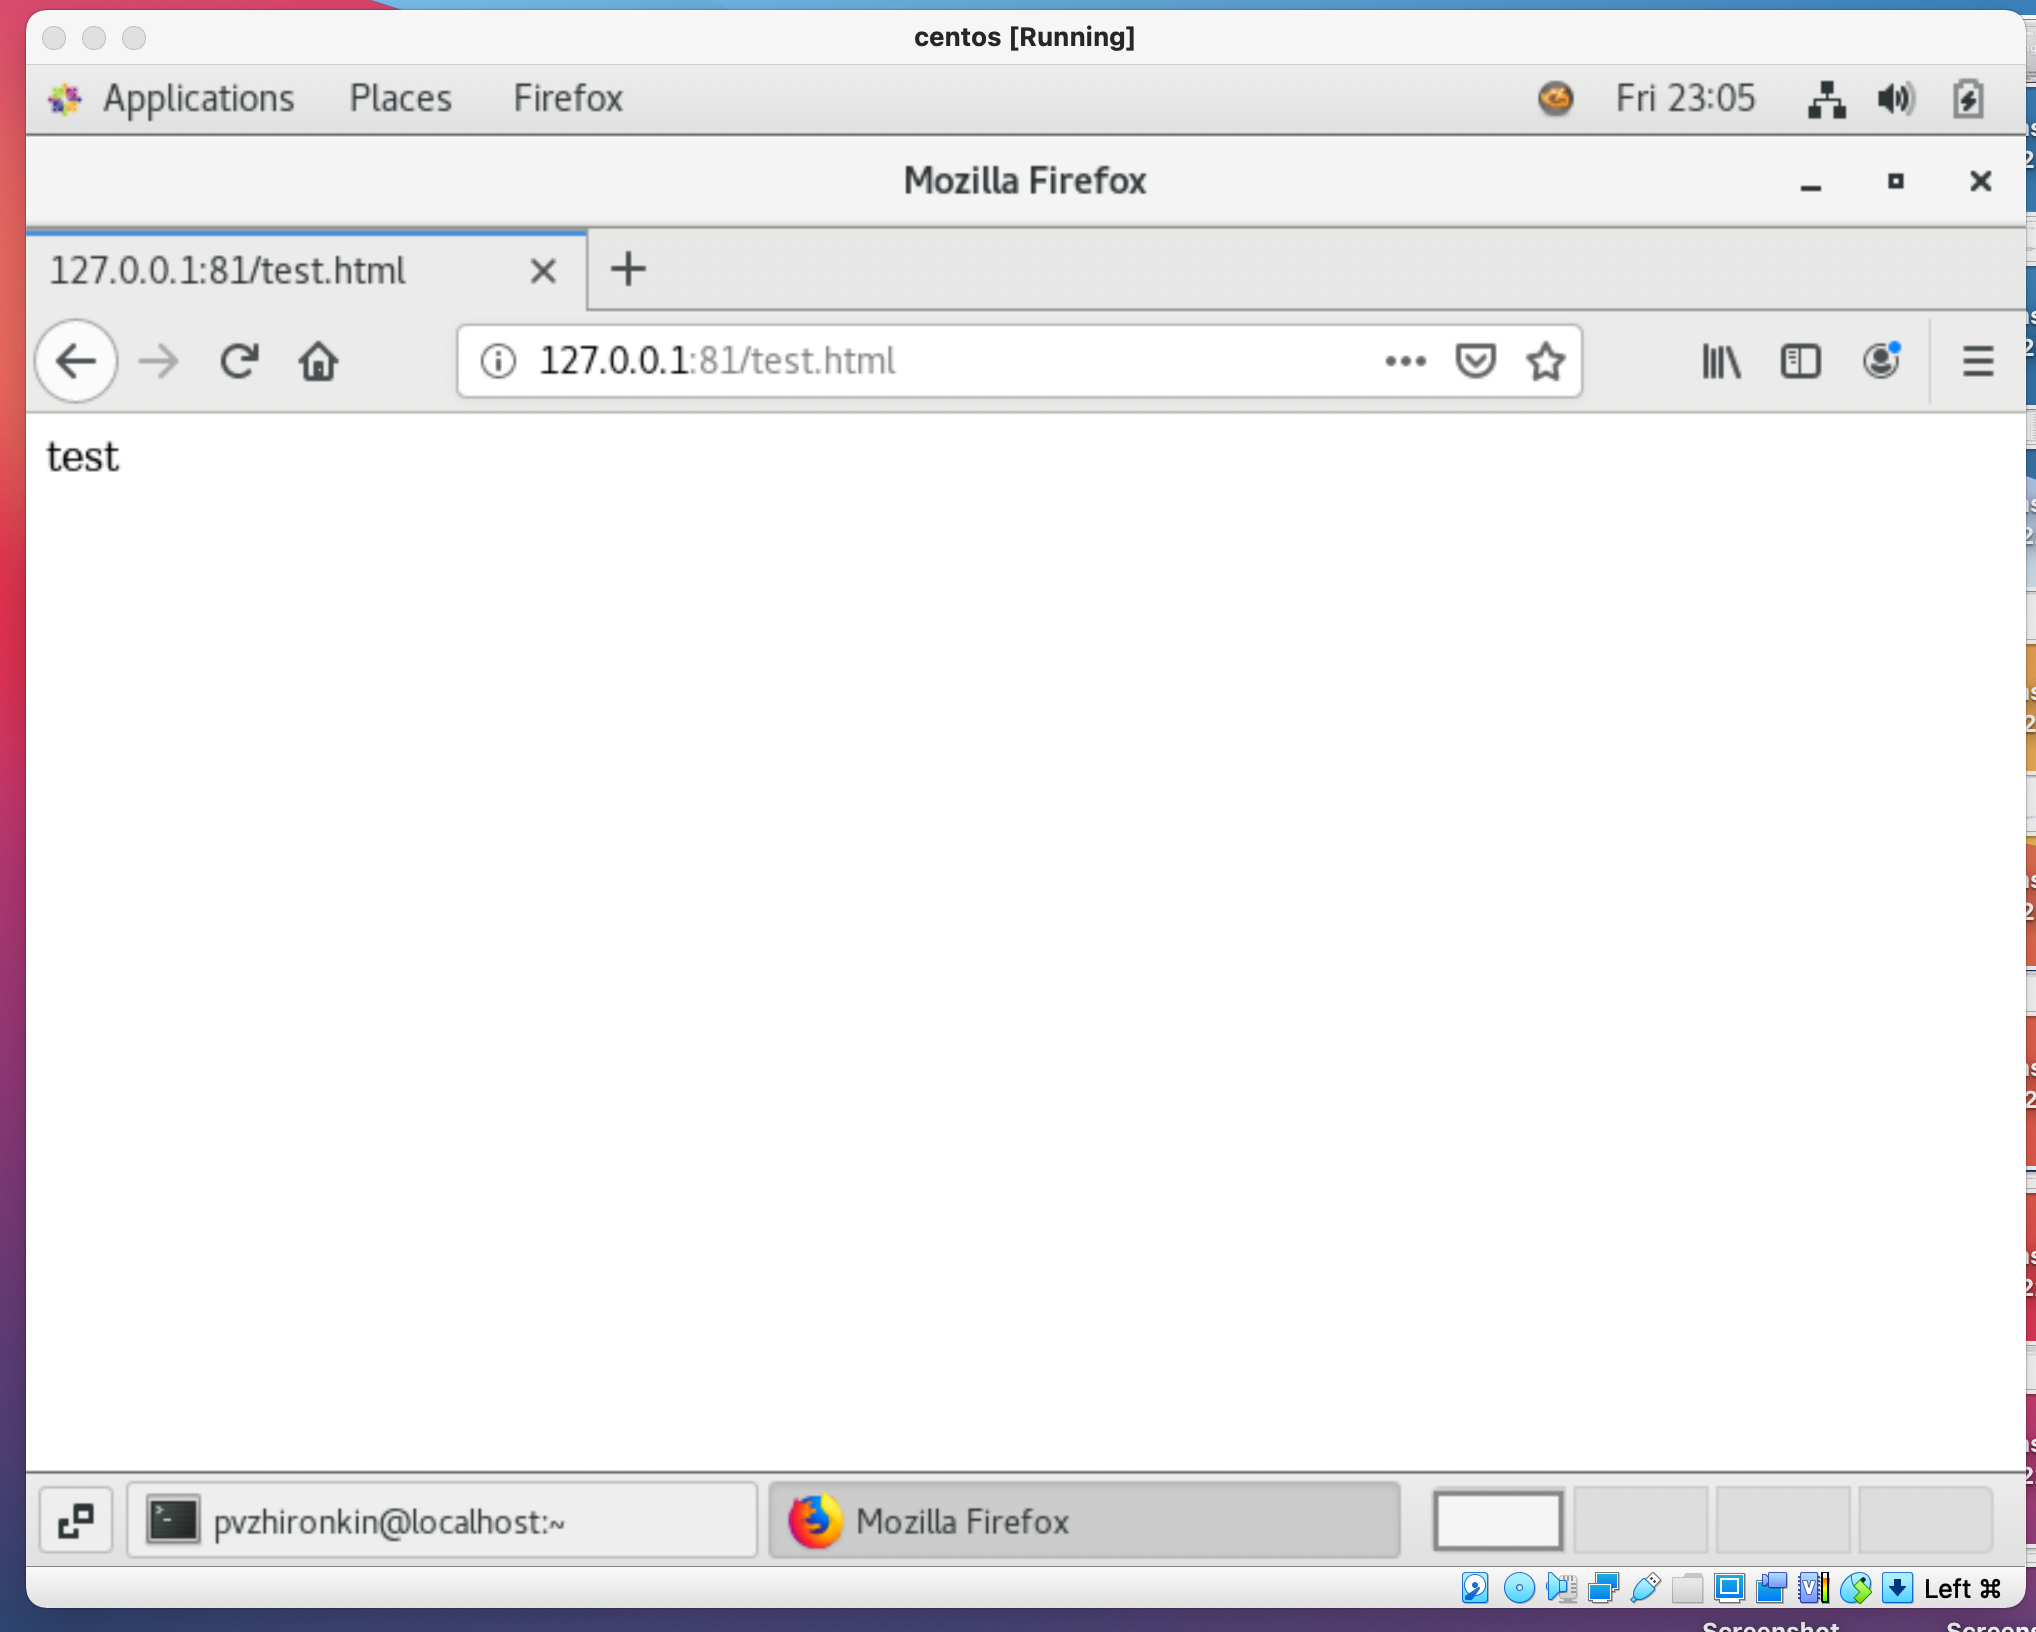 centos [Running]
Applications Places Firefox Fri 23:05
Mozilla Firefox
127.0.0.1:81/test.html
127.0.0.1:81/test.html
test
pvzhironkin@localhost:~ Mozilla Firefox
Left ⌘
Screenshot